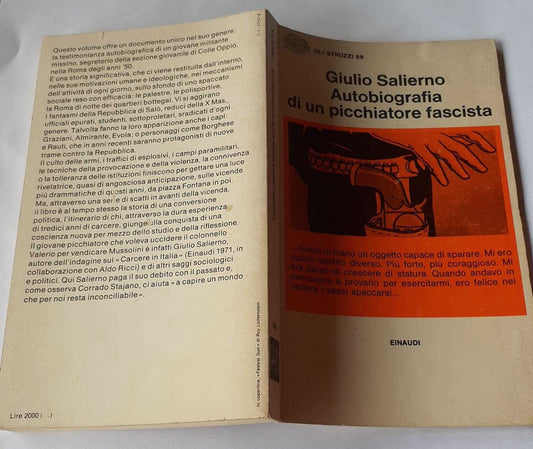 Questo volume offre un documento unico nel suo genere:
la testimonianza autobiografica di un giovane militante
missino, segretario della sezione giovanile di Colle Oppio,
nella Roma degli anni '50.
È una storia significativa, che ci viene restituita dall'interno,
nelle sue motivazioni umane e ideologiche, nei meccanismi
dell'attività di ogni giorno, sullo sfondo di uno spaccato
sociale reso con efficacia: le palestre, le polisportive,
la Roma di notte dei quartieri bottegai. Vi si aggirano
i fantasmi della Repubblica di Salò, reduci della X Mas,
ufficiali epurati, studenti, sottoproletari, sradicati d'ogni
genere. Talvolta fanno la loro apparizione anche i capi:
Graziani, Almirante, Evola; o personaggi come Borghese
e Rauti, che in anni recenti saranno protagonisti di nuove
trame contro la Repubblica.
Il culto delle armi, i traffici di esplosivi, i campi paramilitari,
le tecniche della provocazione e della violenza, la connivenza
o la tolleranza delle istituzioni finiscono per gettare una luce
rivelatrice, quasi di angosciosa anticipazione, sulle vicende
piú drammatiche di questi anni, da piazza Fontana in poi.
Ma, attraverso una serie di scatti in avanti della vicenda,
il libro è al tempo stesso la storia di una conversione
politica, l'itinerario di chi, attraverso la dura esperienza
di tredici anni di carcere, giunge alla conquista di una
coscienza nuova per mezzo dello studio e della riflessione.
Il giovane picchiatore che voleva uccidere il colonnello
Valerio per vendicare Mussolini è infatti Giulio Salierno,
autore dell'indagine sul «Carcere in Italia» (Einaudi 1971, in
collaborazione con Aldo Ricci) e di altri saggi sociologici
e politici. Qui Salierno paga il suo debito con il passato e,
come osserva Corrado Stajano, ci aiuta «a capire un mondo
che per noi resta inconciliabile».
Lire 2000 (...)
In copertina, «Fastest Gun» di Roy Lichtenstein
GLI STRUZZI 69
Giulio Salierno
Autobiografia
di un picchiatore fascista
...Avevo in mano un oggetto capace di sparare. Mi ero
subito sentito diverso. Piú forte, piú coraggioso. Mi
era parso di crescere di statura. Quando andavo in
campagna a provarlo per esercitarmi, ero felice nel
vedere i sassi spaccarsi...
EINAUDI